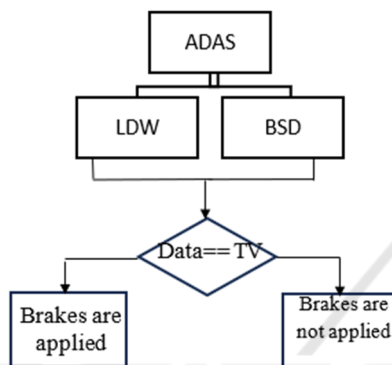 ADAS
LDW
BSD
Data== TV
Brakes are
applied
Brakes are
not applied